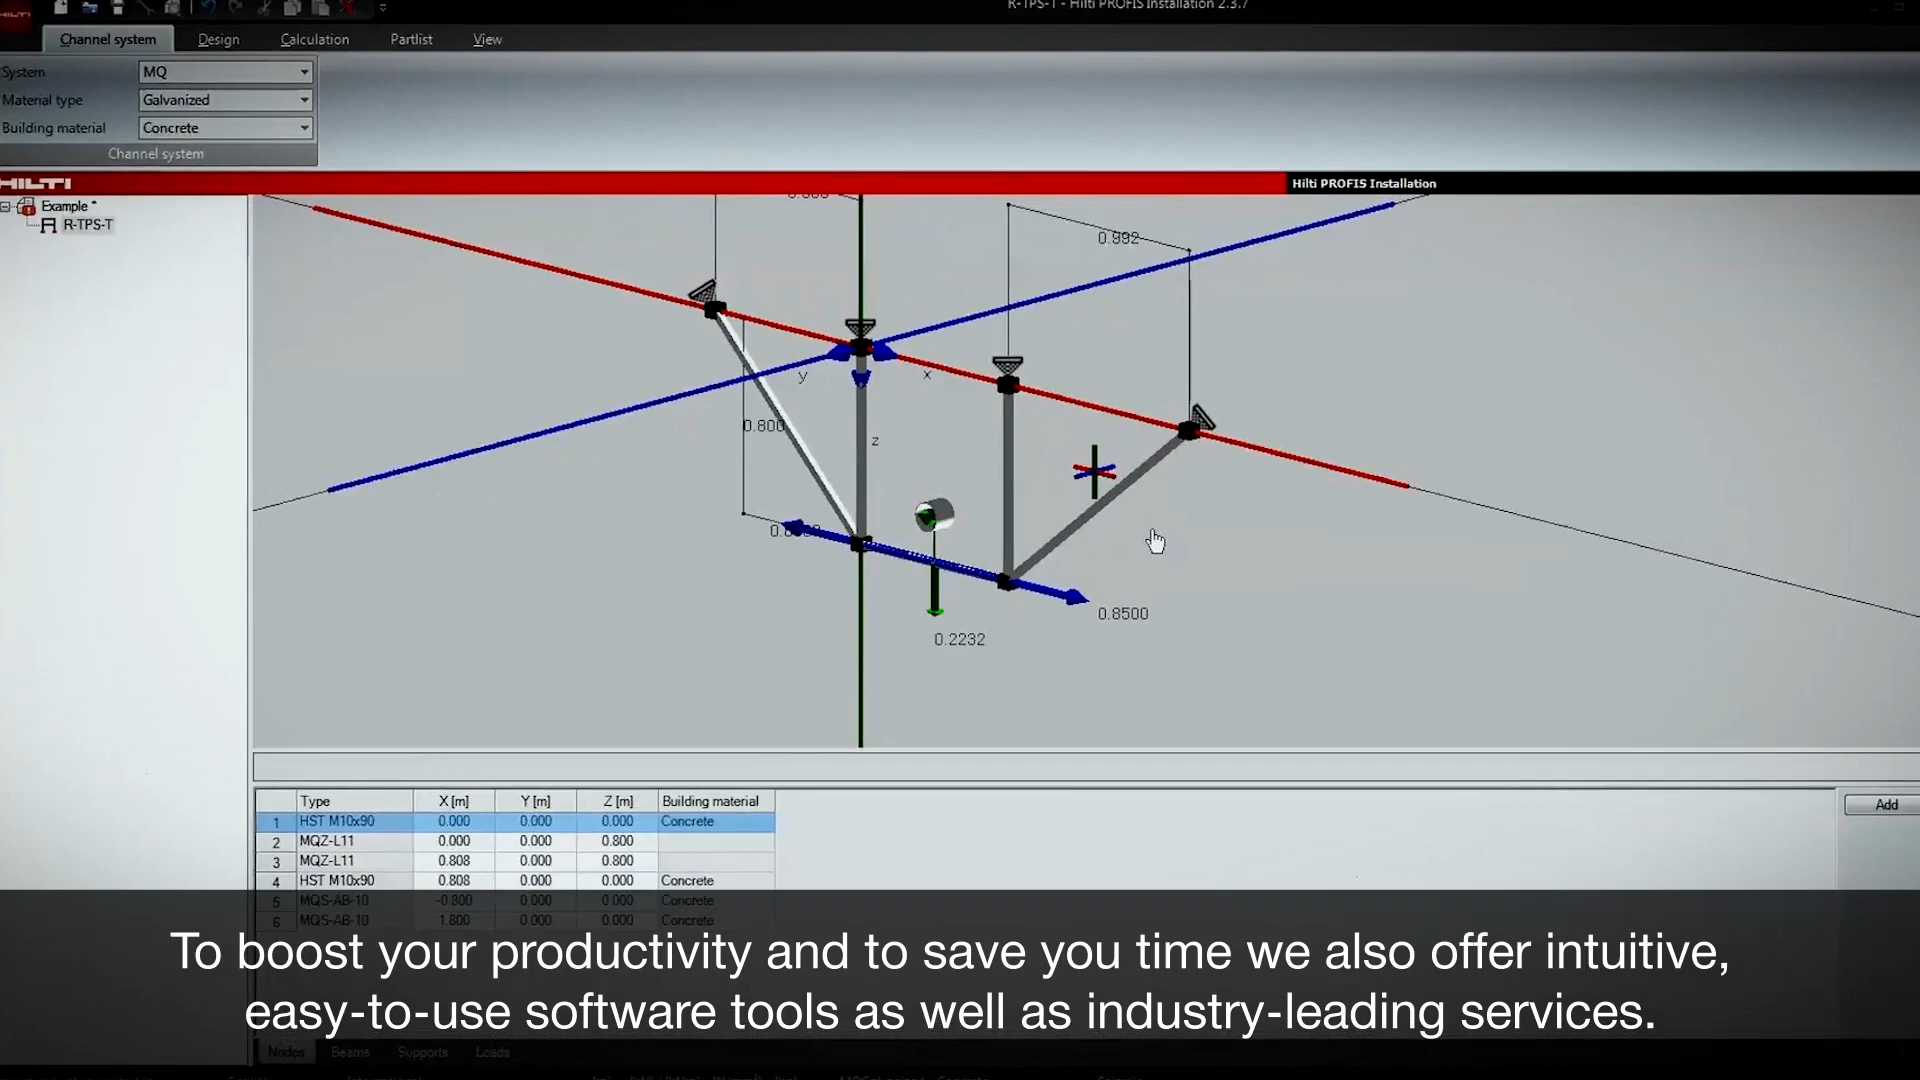 R-TPS-T - Hilti PROFIS Installation 2.3.7
HILTI
Channel system Design Calculation Partlist View
System MQ
Material type Galvanized
Building material Concrete
Channel system
HILTI Hilti PROFIS Installation
Example *
R-TPS-T
0.992
y x
0.800
z
0.8500
0.2232
Type X [m] Y [m] Z [m] Building material
1 HST M10x90 0.000 0.000 0.000 Concrete
2 MQZ-L11 0.000 0.000 0.800
3 MQZ-L11 0.808 0.000 0.800
4 HST M10x90 0.808 0.000 0.000 Concrete
5 MQS-AB-10 -0.800 0.000 0.000 Concrete
6 MQS-AB-10 1.800 0.000 0.000 Concrete
Add
To boost your productivity and to save you time we also offer intuitive,
easy-to-use software tools as well as industry-leading services.
Nodes Beams Supports Loads